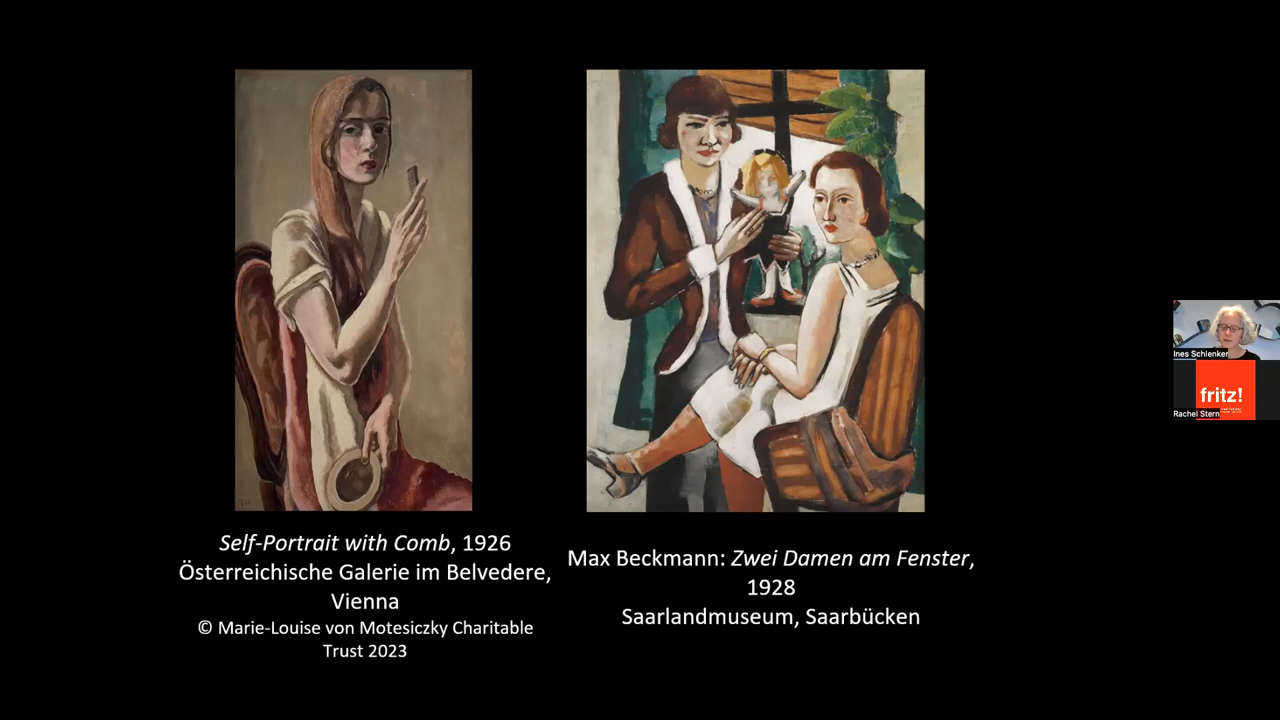 Self-Portrait with Comb, 1926
Österreichische Galerie im Belvedere,
Vienna
© Marie-Louise von Motesiczky Charitable
Trust 2023
Max Beckmann: Zwei Damen am Fenster,
1928
Saarlandmuseum, Saarbücken
Ines Schlenker
fritz!
Rachel Stern